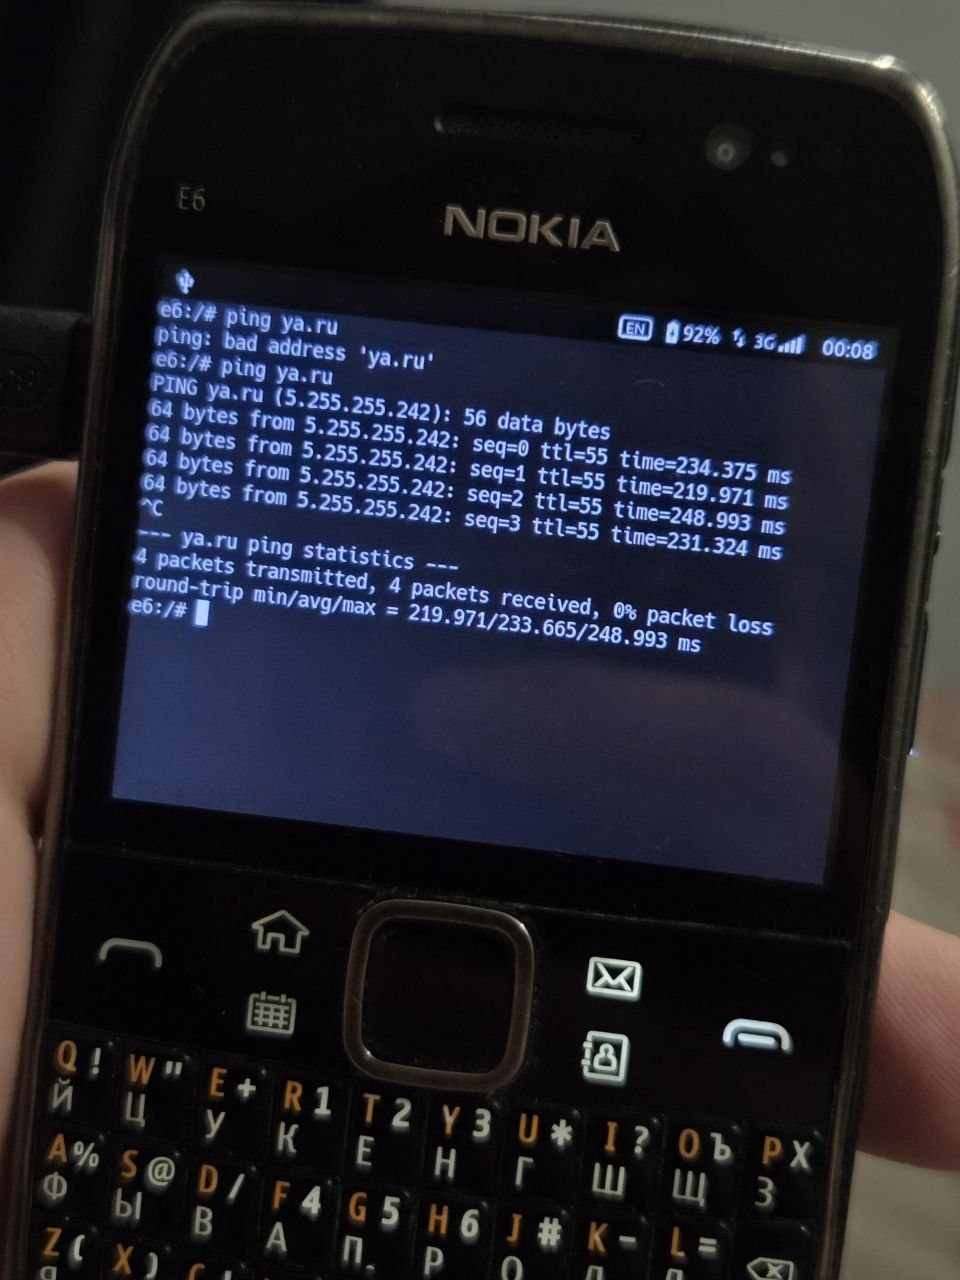 E6
NOKIA
EN 92% 3G 00:08
e6:/# ping ya.ru
ping: bad address 'ya.ru'
e6:/# ping ya.ru
PING ya.ru (5.255.255.242): 56 data bytes
64 bytes from 5.255.255.242: seq=0 ttl=55 time=234.375 ms
64 bytes from 5.255.255.242: seq=1 ttl=55 time=219.971 ms
64 bytes from 5.255.255.242: seq=2 ttl=55 time=248.993 ms
64 bytes from 5.255.255.242: seq=3 ttl=55 time=231.324 ms
^C
--- ya.ru ping statistics ---
4 packets transmitted, 4 packets received, 0% packet loss
round-trip min/avg/max = 219.971/233.665/248.993 ms
e6:/#
Q ! W " E + R 1 T 2 Y 3 U * I ? O Ъ P Х
Й Ц У К Е Н Г Ш Щ З
A % S @ D / F 4 G 5 H 6 J # K - L =
Ф Ы В А П Р О
Z ( X )